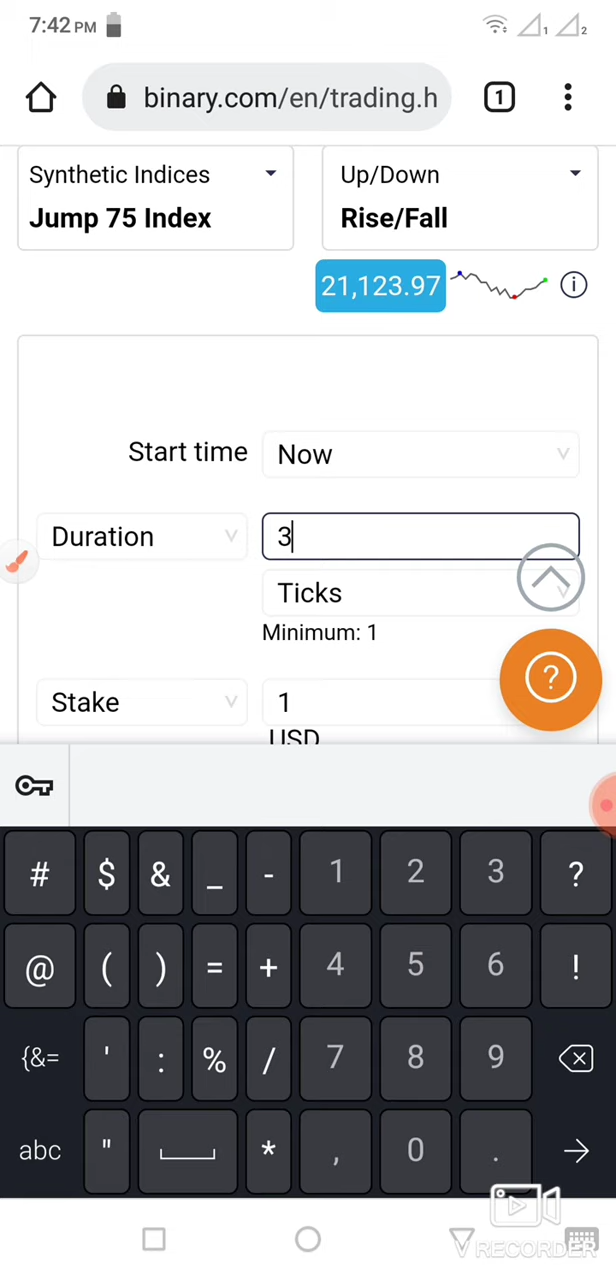 7:42 PM 1 2
binary.com/en/trading.h 1
Synthetic Indices
Jump 75 Index
Up/Down
Rise/Fall
21,123.97 i
Start time Now
Duration 3
Ticks
Minimum: 1
?
Stake 1
USD
# $ & _ - 1 2 3 ?
@ ( ) = + 4 5 6 !
{&= ' : % / 7 8 9
abc " * , 0 .
V RECORDER